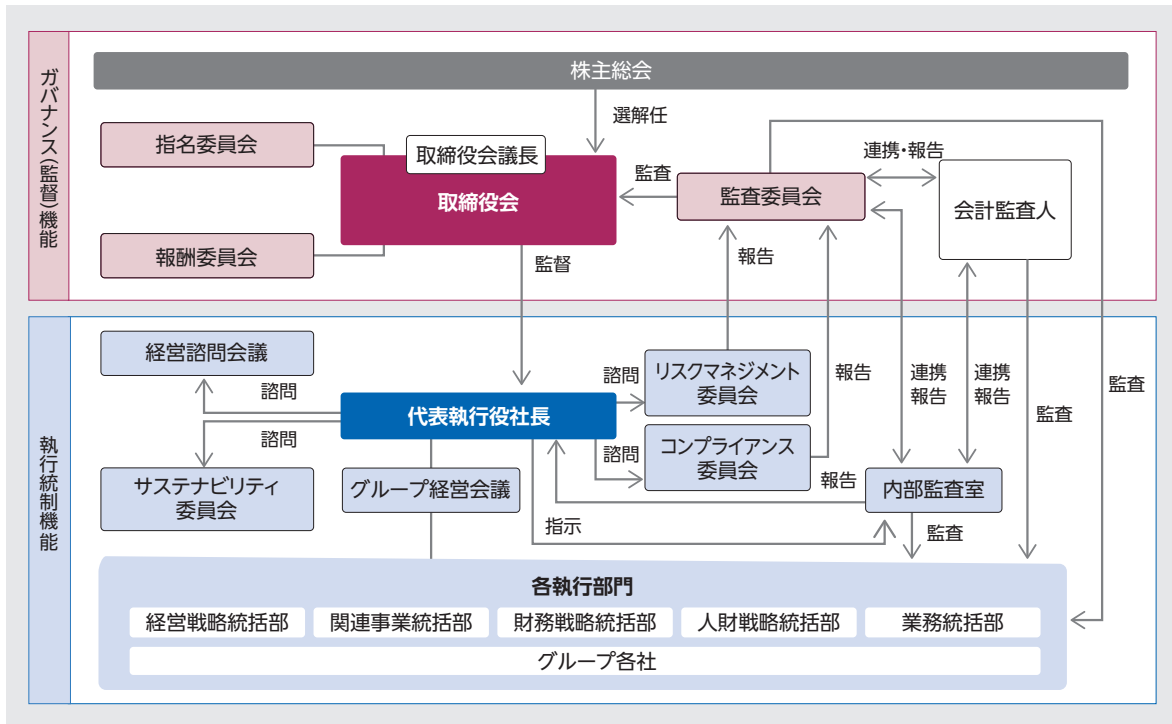 ガバナンス(監督)機能
株主総会
選解任
指名委員会
取締役会議長
取締役会
報酬委員会
監査
監査委員会
連携・報告
会計監査人
監督
報告
執行統制機能
経営諮問会議
諮問
諮問
サステナビリティ
委員会
代表執行役社長
グループ経営会議
諮問
リスクマネジメント
委員会
諮問
コンプライアンス
委員会
報告
報告
連携
報告
連携
報告
監査
監査
内部監査室
指示
監査
各執行部門
経営戦略統括部
関連事業統括部
財務戦略統括部
人財戦略統括部
業務統括部
グループ各社